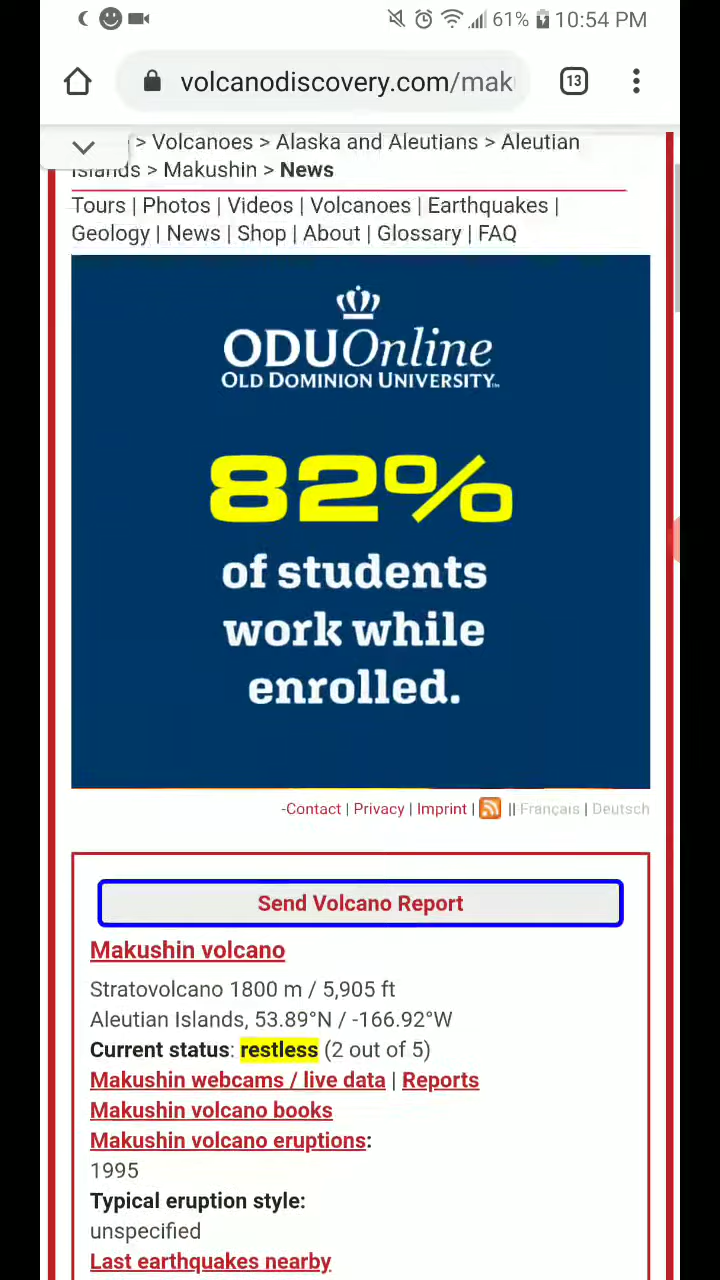 61% 10:54 PM
volcanodiscovery.com/mak
13
> Volcanoes > Alaska and Aleutians > Aleutian
Islands > Makushin > News
Tours | Photos | Videos | Volcanoes | Earthquakes |
Geology | News | Shop | About | Glossary | FAQ
ODUOnline
OLD DOMINION UNIVERSITY
82%
of students
work while
enrolled.
-Contact | Privacy | Imprint | || Français | Deutsch
Send Volcano Report
Makushin volcano
Stratovolcano 1800 m / 5,905 ft
Aleutian Islands, 53.89°N / -166.92°W
Current status: restless (2 out of 5)
Makushin webcams / live data | Reports
Makushin volcano books
Makushin volcano eruptions:
1995
Typical eruption style:
unspecified
Last earthquakes nearby